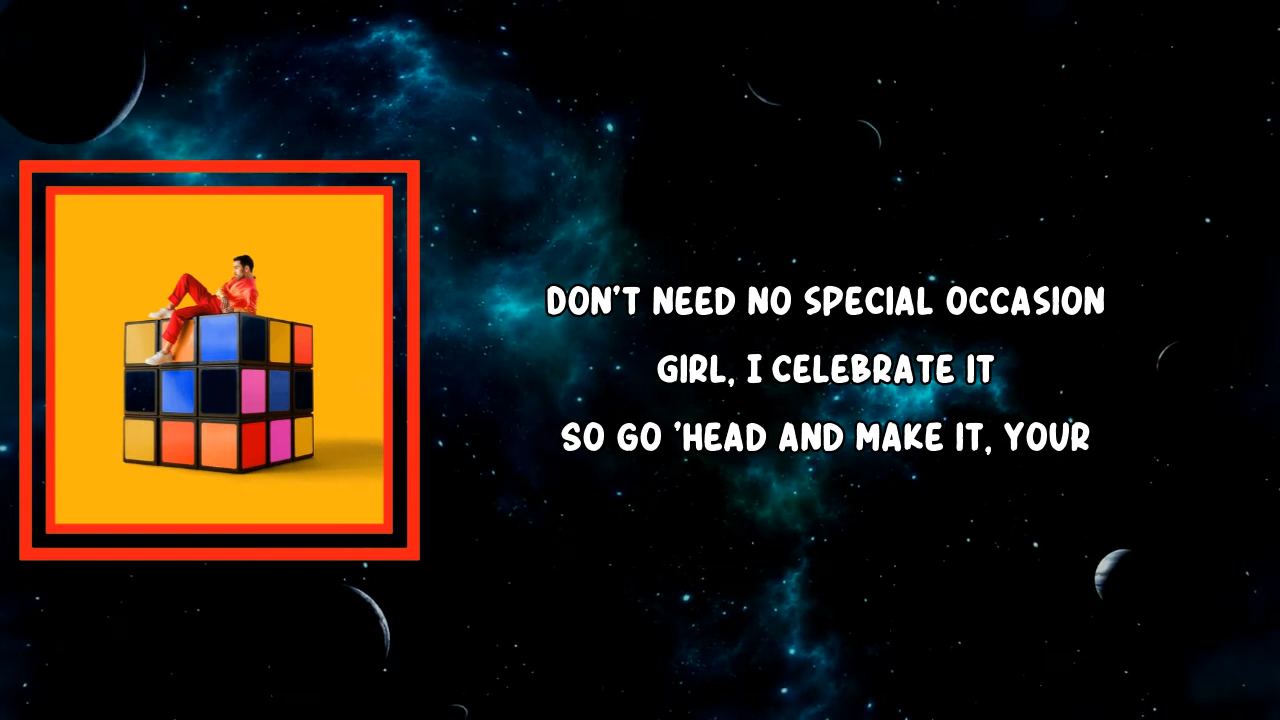 DON'T NEED NO SPECIAL OCCASION
GIRL, I CELEBRATE IT
SO GO 'HEAD AND MAKE IT, YOUR